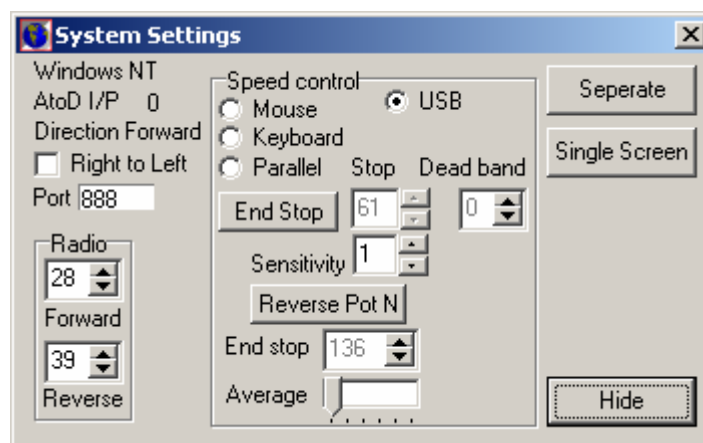 System Settings
Windows NT
AtoD I/P 0
Direction Forward
Right to Left
Port 888
Radio
28
Forward
39
Reverse
Speed control
Mouse
USB
Keyboard
Parallel
Stop
Dead band
End Stop
61
0
Sensitivity
1
Reverse Pot N
End stop
136
Average
Seperate
Single Screen
Hide